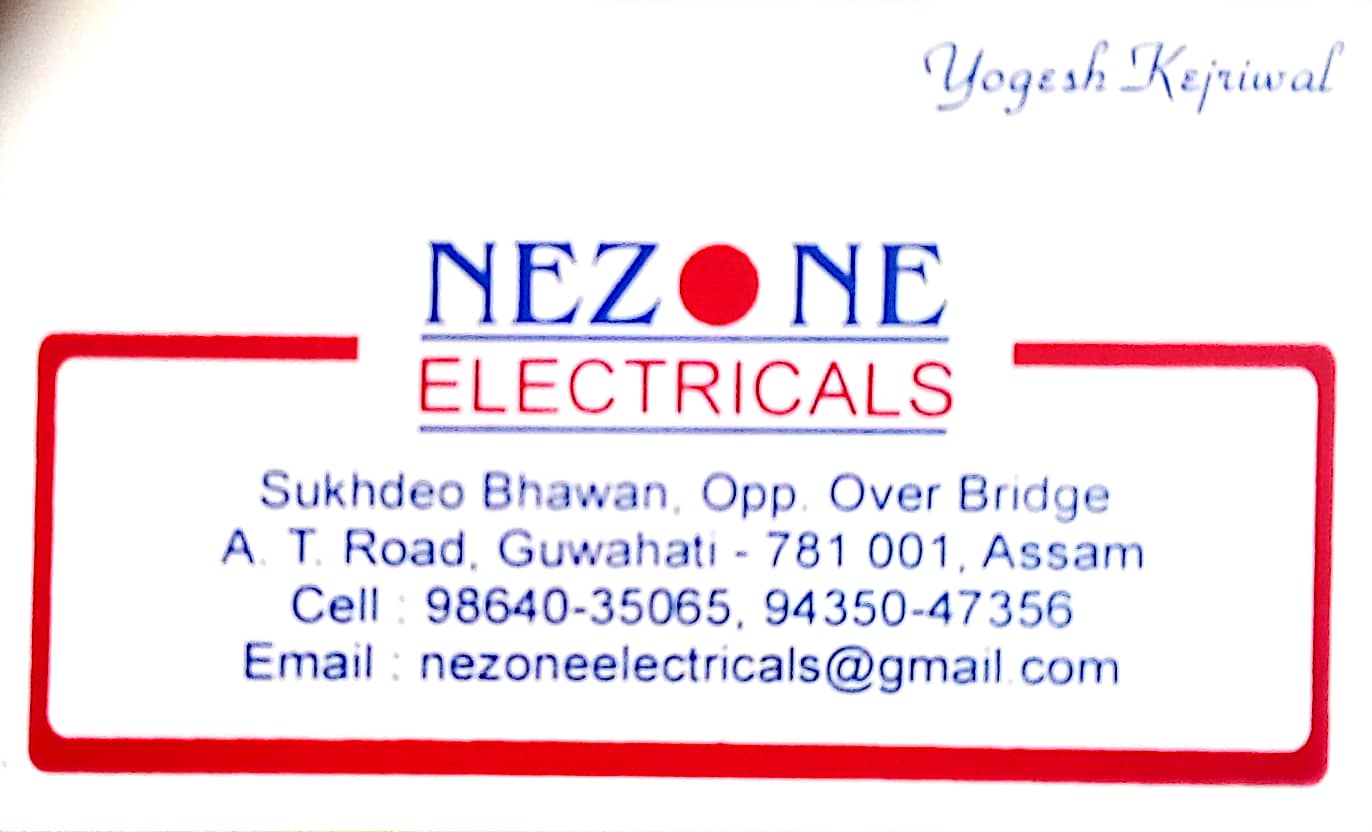 Yogesh Kejriwal
NEZONE
ELECTRICALS
Sukhdeo Bhawan, Opp. Over Bridge
A. T. Road, Guwahati - 781 001, Assam
Cell : 98640-35065, 94350-47356
Email : nezoneelectricals@gmail.com